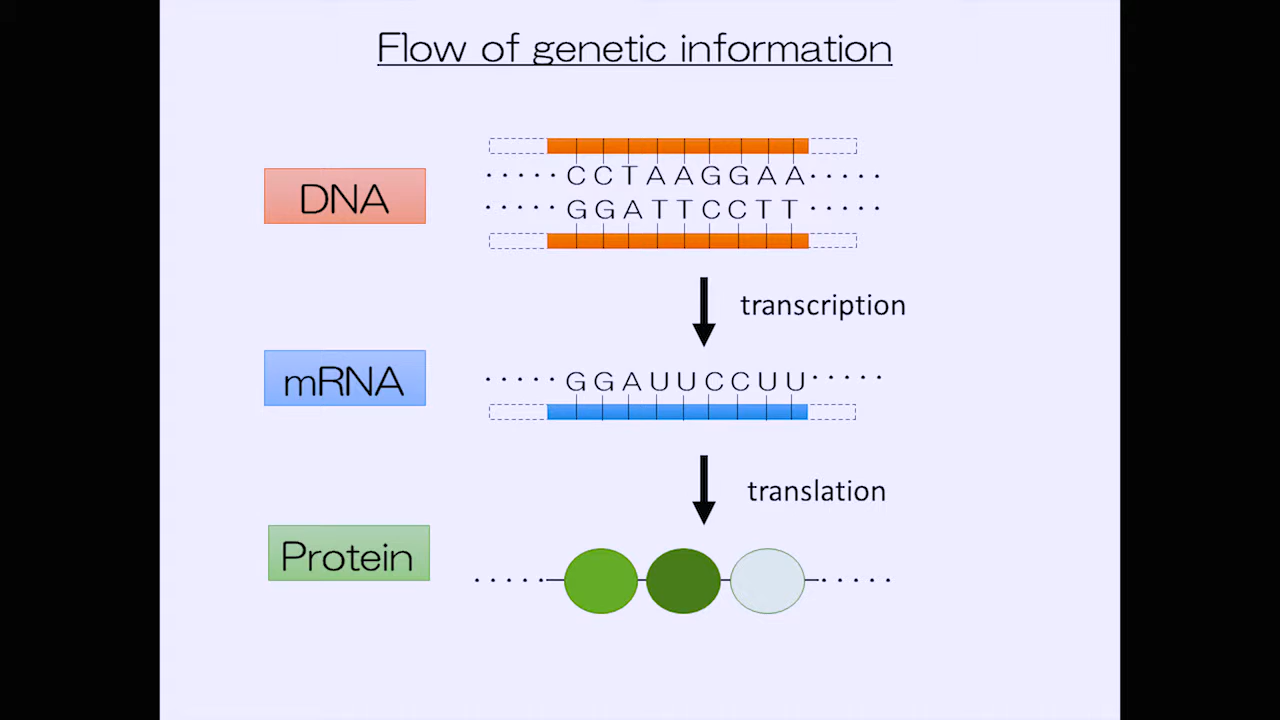 Flow of genetic information
DNA
·····CCTAAGGAA·····
·····GGATTCCTT·····
transcription
mRNA
·····GGAUUCCUU·····
translation
Protein